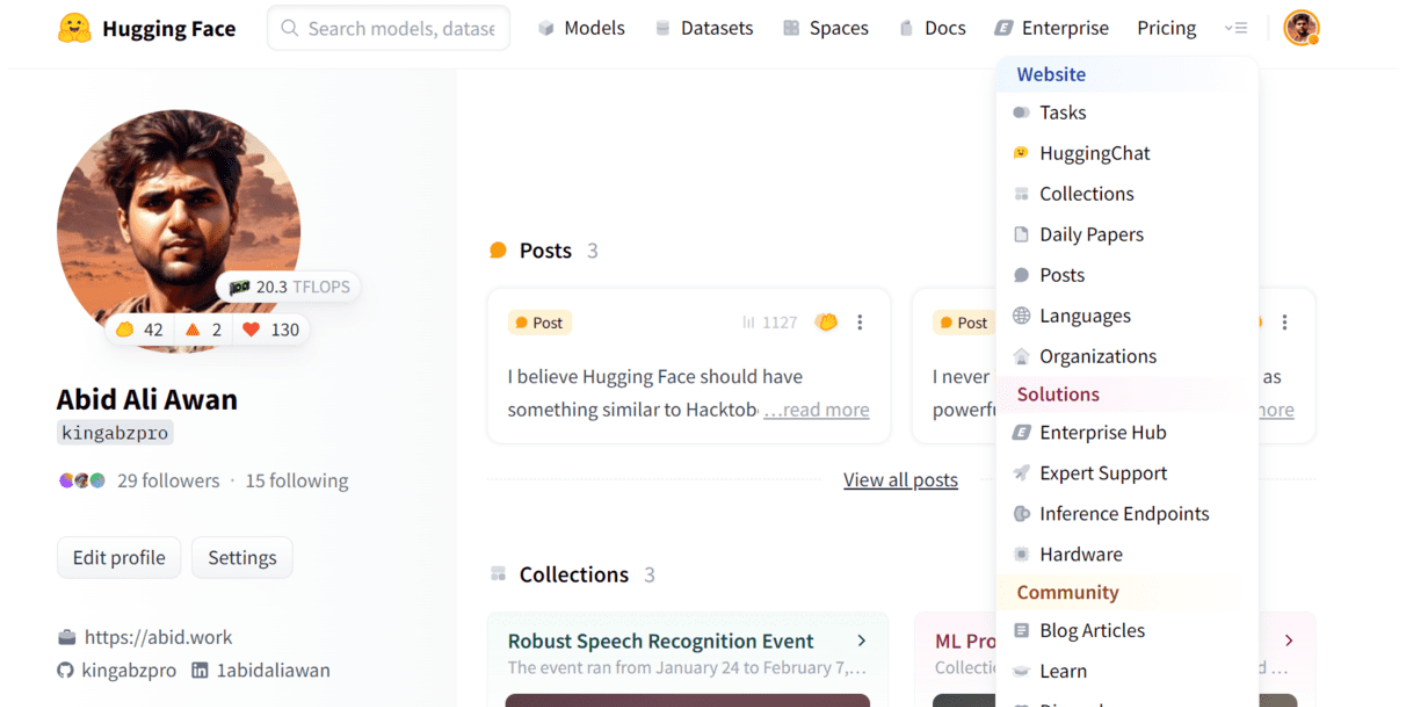 Hugging Face
Search models, datase
Models
Datasets
Spaces
Docs
Enterprise
Pricing
20.3 TFLOPS
42
2
130
Abid Ali Awan
kingabzpro
29 followers · 15 following
Edit profile
Settings
https://abid.work
kingabzpro
1abidaliawan
Posts 3
Post
1127
I believe Hugging Face should have
something similar to Hacktob ...read more
Post
I never
as
View all posts
Collections 3
Robust Speech Recognition Event
The event ran from January 24 to February 7,...
ML Pro
Collecti
Website
Tasks
HuggingChat
Collections
Daily Papers
Posts
Languages
Organizations
Solutions
Enterprise Hub
Expert Support
Inference Endpoints
Hardware
Community
Blog Articles
Learn